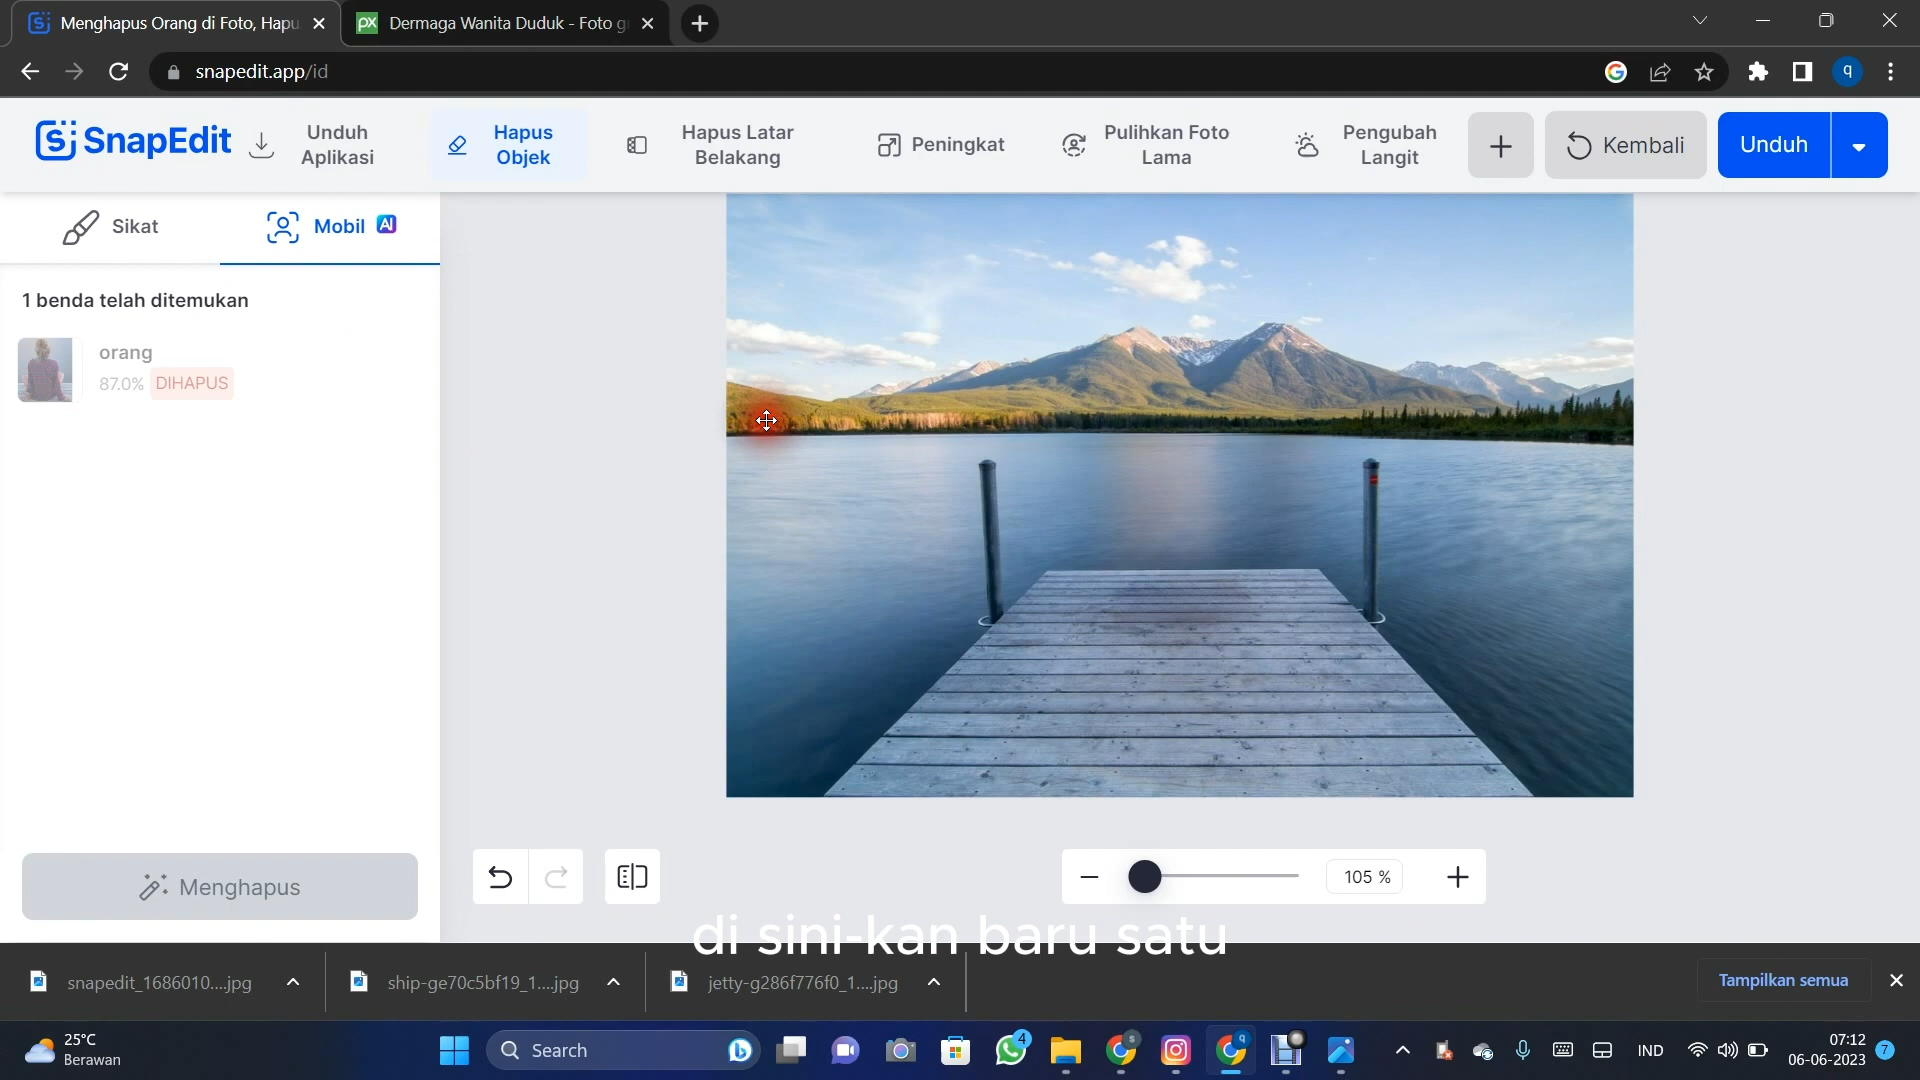 Menghapus Orang di Foto, Hapu
Dermaga Wanita Duduk - Foto g
snapedit.app/id
q
SnapEdit
Unduh
Aplikasi
Hapus
Objek
Hapus Latar
Belakang
Peningkat
Pulihkan Foto
Lama
Pengubah
Langit
Kembali
Unduh
Sikat
Mobil AI
1 benda telah ditemukan
orang
87.0% DIHAPUS
Menghapus
105 %
di sini-kan baru satu
snapedit_1686010....jpg
ship-ge70c5bf19_1....jpg
jetty-g286f776f0_1....jpg
Tampilkan semua
25°C
Berawan
Search
4
s
q
IND
07:12
06-06-2023
7